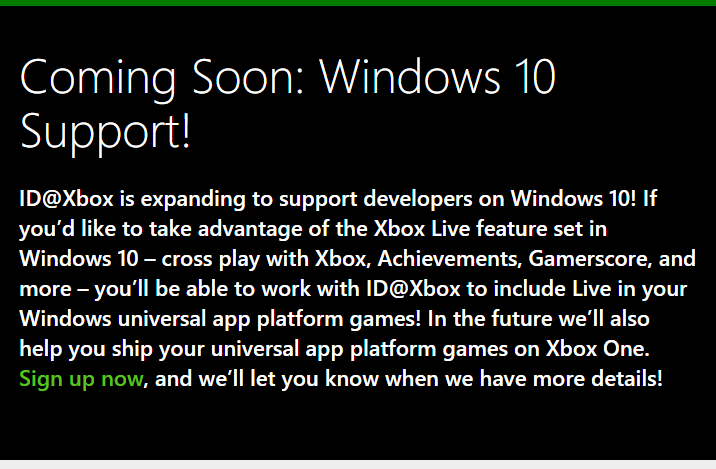 Coming Soon: Windows 10
Support!
ID@Xbox is expanding to support developers on Windows 10! If
you’d like to take advantage of the Xbox Live feature set in
Windows 10 – cross play with Xbox, Achievements, Gamerscore, and
more – you’ll be able to work with ID@Xbox to include Live in your
Windows universal app platform games! In the future we’ll also
help you ship your universal app platform games on Xbox One.
Sign up now, and we’ll let you know when we have more details!